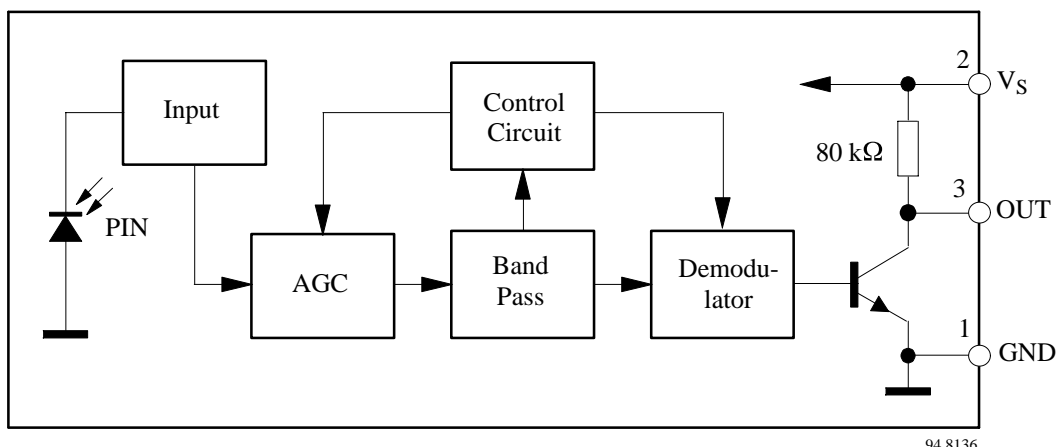 Input
Control
Circuit
2
V_S
80 kΩ
3
OUT
PIN
AGC
Band
Pass
Demodu-
lator
1
GND
94 8136